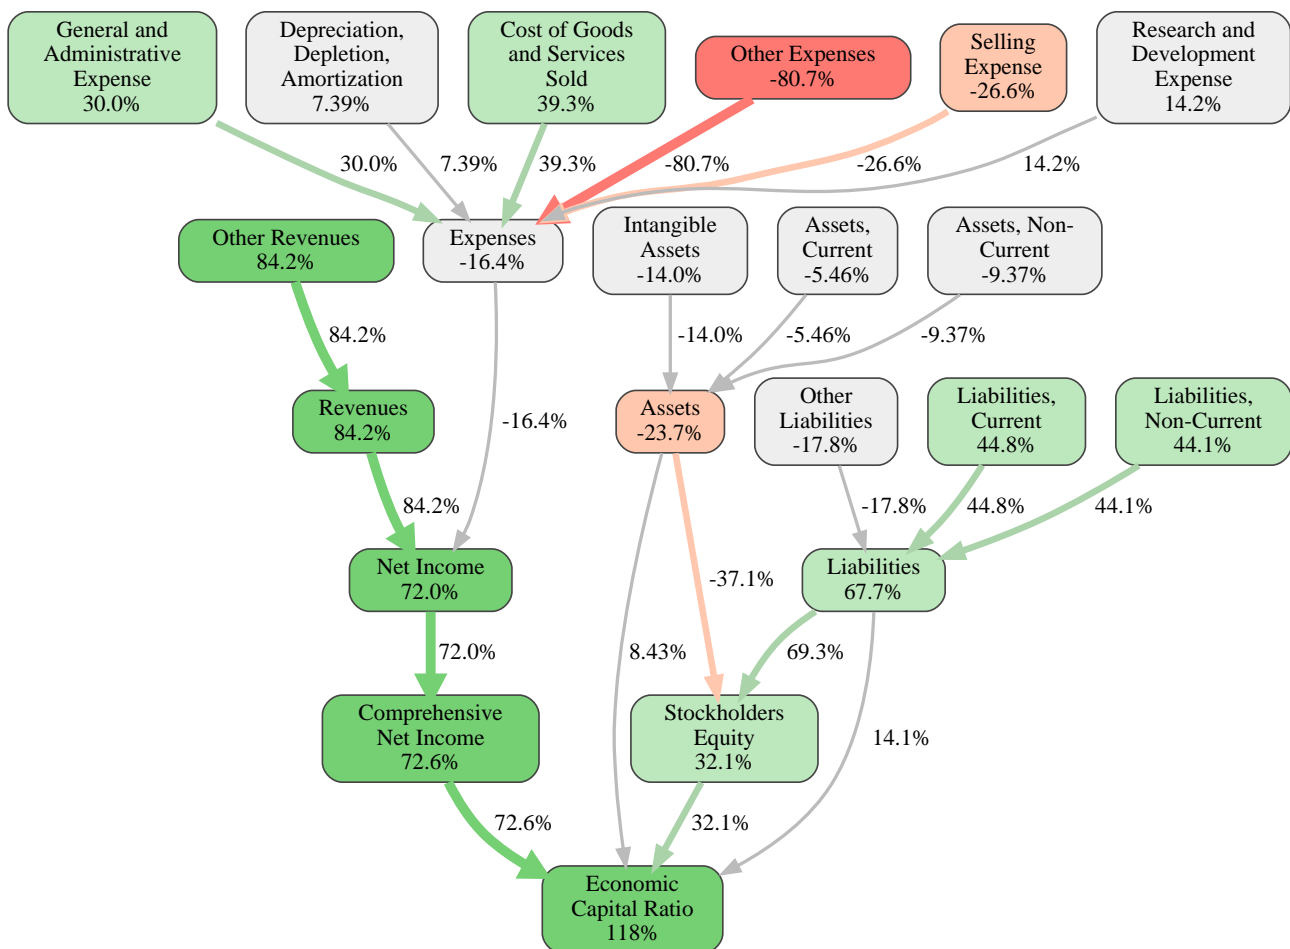 General and
Administrative
Expense
30.0%
Depreciation,
Depletion,
Amortization
7.39%
Cost of Goods
and Services
Sold
39.3%
Other Expenses
-80.7%
Selling
Expense
-26.6%
Research and
Development
Expense
14.2%
30.0%
7.39%
39.3%
-80.7%
-26.6%
14.2%
Other Revenues
84.2%
Expenses
-16.4%
Intangible
Assets
-14.0%
Assets,
Current
-5.46%
Assets, Non-
Current
-9.37%
84.2%
-14.0%
-5.46%
-9.37%
Revenues
84.2%
-16.4%
Assets
-23.7%
Other
Liabilities
-17.8%
Liabilities,
Current
44.8%
Liabilities,
Non-Current
44.1%
84.2%
-17.8%
44.8%
44.1%
Net Income
72.0%
-37.1%
Liabilities
67.7%
72.0%
8.43%
69.3%
Comprehensive
Net Income
72.6%
Stockholders
Equity
32.1%
14.1%
72.6%
32.1%
Economic
Capital Ratio
118%